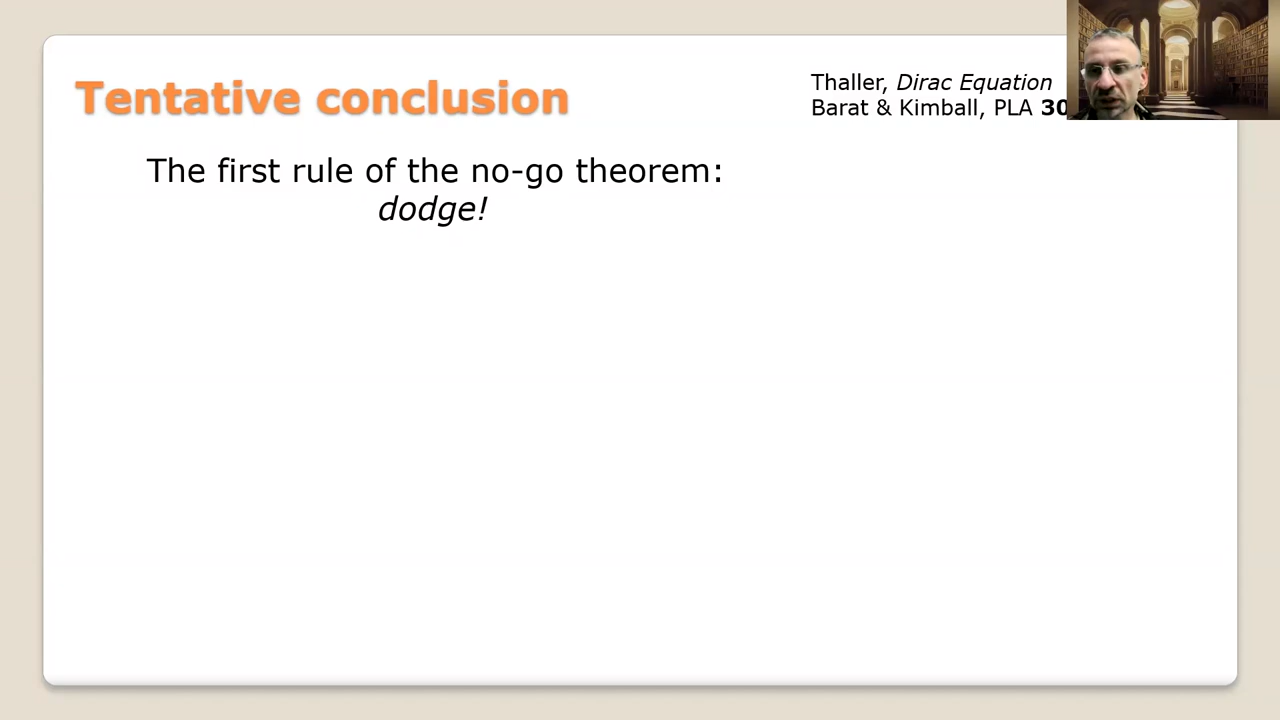 Tentative conclusion
Thaller, Dirac Equation
Barat & Kimball, PLA 30
The first rule of the no-go theorem:
dodge!